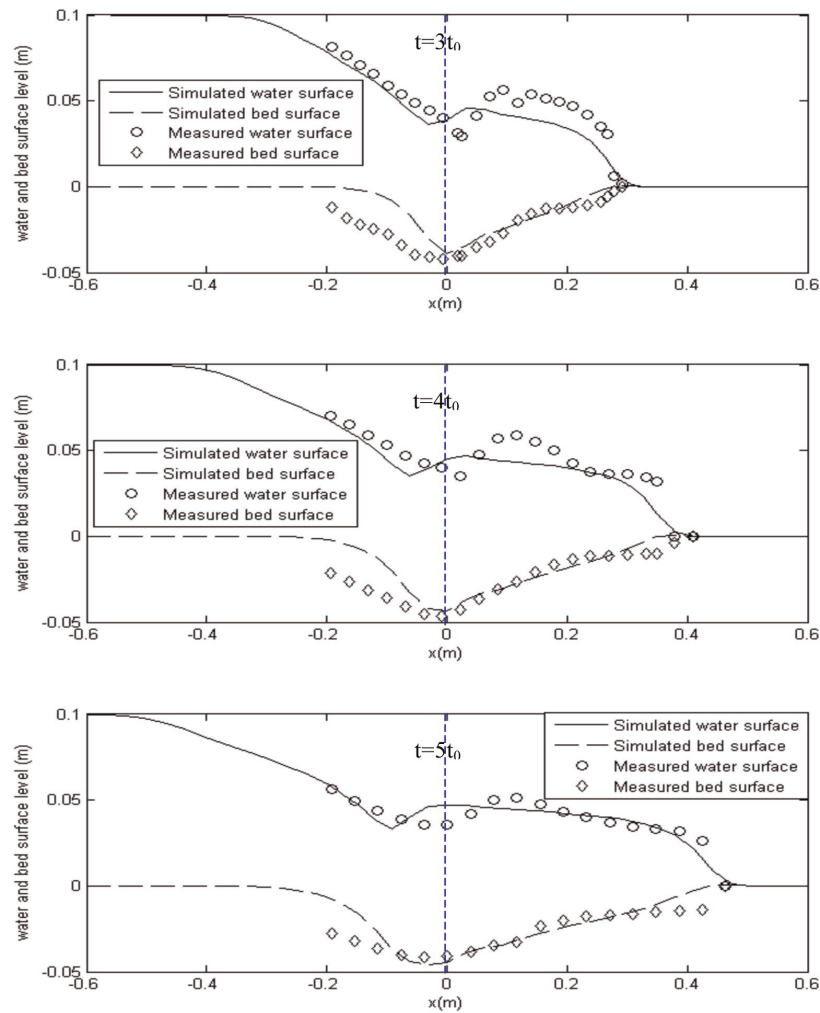 0.1
t=3t₀
Simulated water surface
Simulated bed surface
Measured water surface
Measured bed surface
0.05
0
-0.05
water and bed surface level (m)
-0.6 -0.4 -0.2 0 0.2 0.4 0.6
x(m)
0.1
t=4t₀
Simulated water surface
Simulated bed surface
Measured water surface
Measured bed surface
0.05
0
-0.05
water and bed surface level (m)
-0.6 -0.4 -0.2 0 0.2 0.4 0.6
x(m)
0.1
t=5t₀
Simulated water surface
Simulated bed surface
Measured water surface
Measured bed surface
0.05
0
-0.05
water and bed surface level (m)
-0.6 -0.4 -0.2 0 0.2 0.4 0.6
x(m)